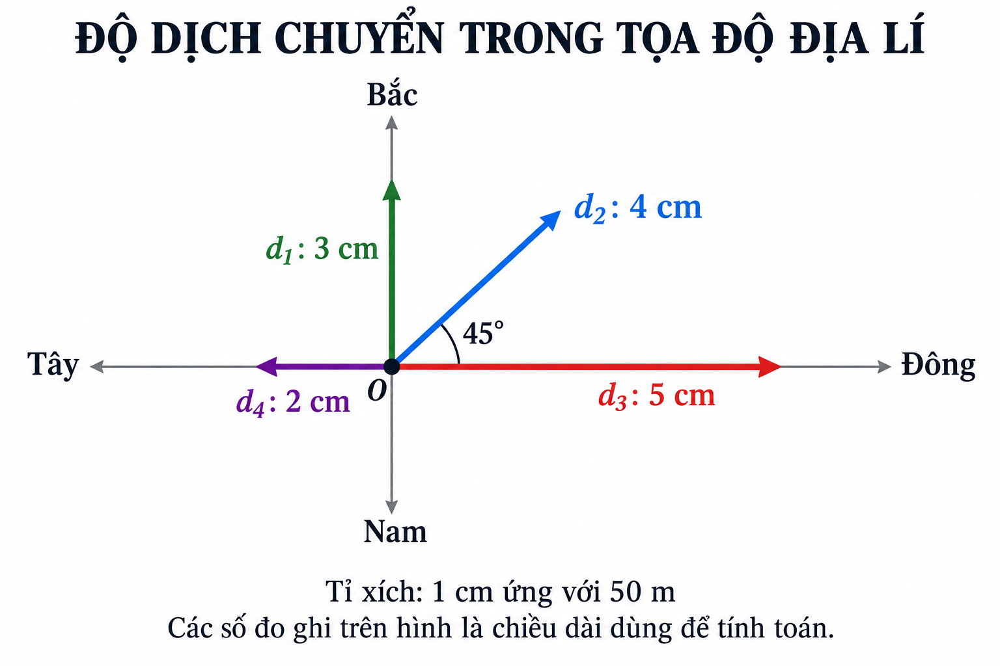 ĐỘ DỊCH CHUYỂN TRONG TỌA ĐỘ ĐỊA LÍ
Bắc
d₂: 4 cm
d₁: 3 cm
45°
Tây
Đông
O
d₄: 2 cm
d₃: 5 cm
Nam
Tỉ xích: 1 cm ứng với 50 m
Các số đo ghi trên hình là chiều dài dùng để tính toán.